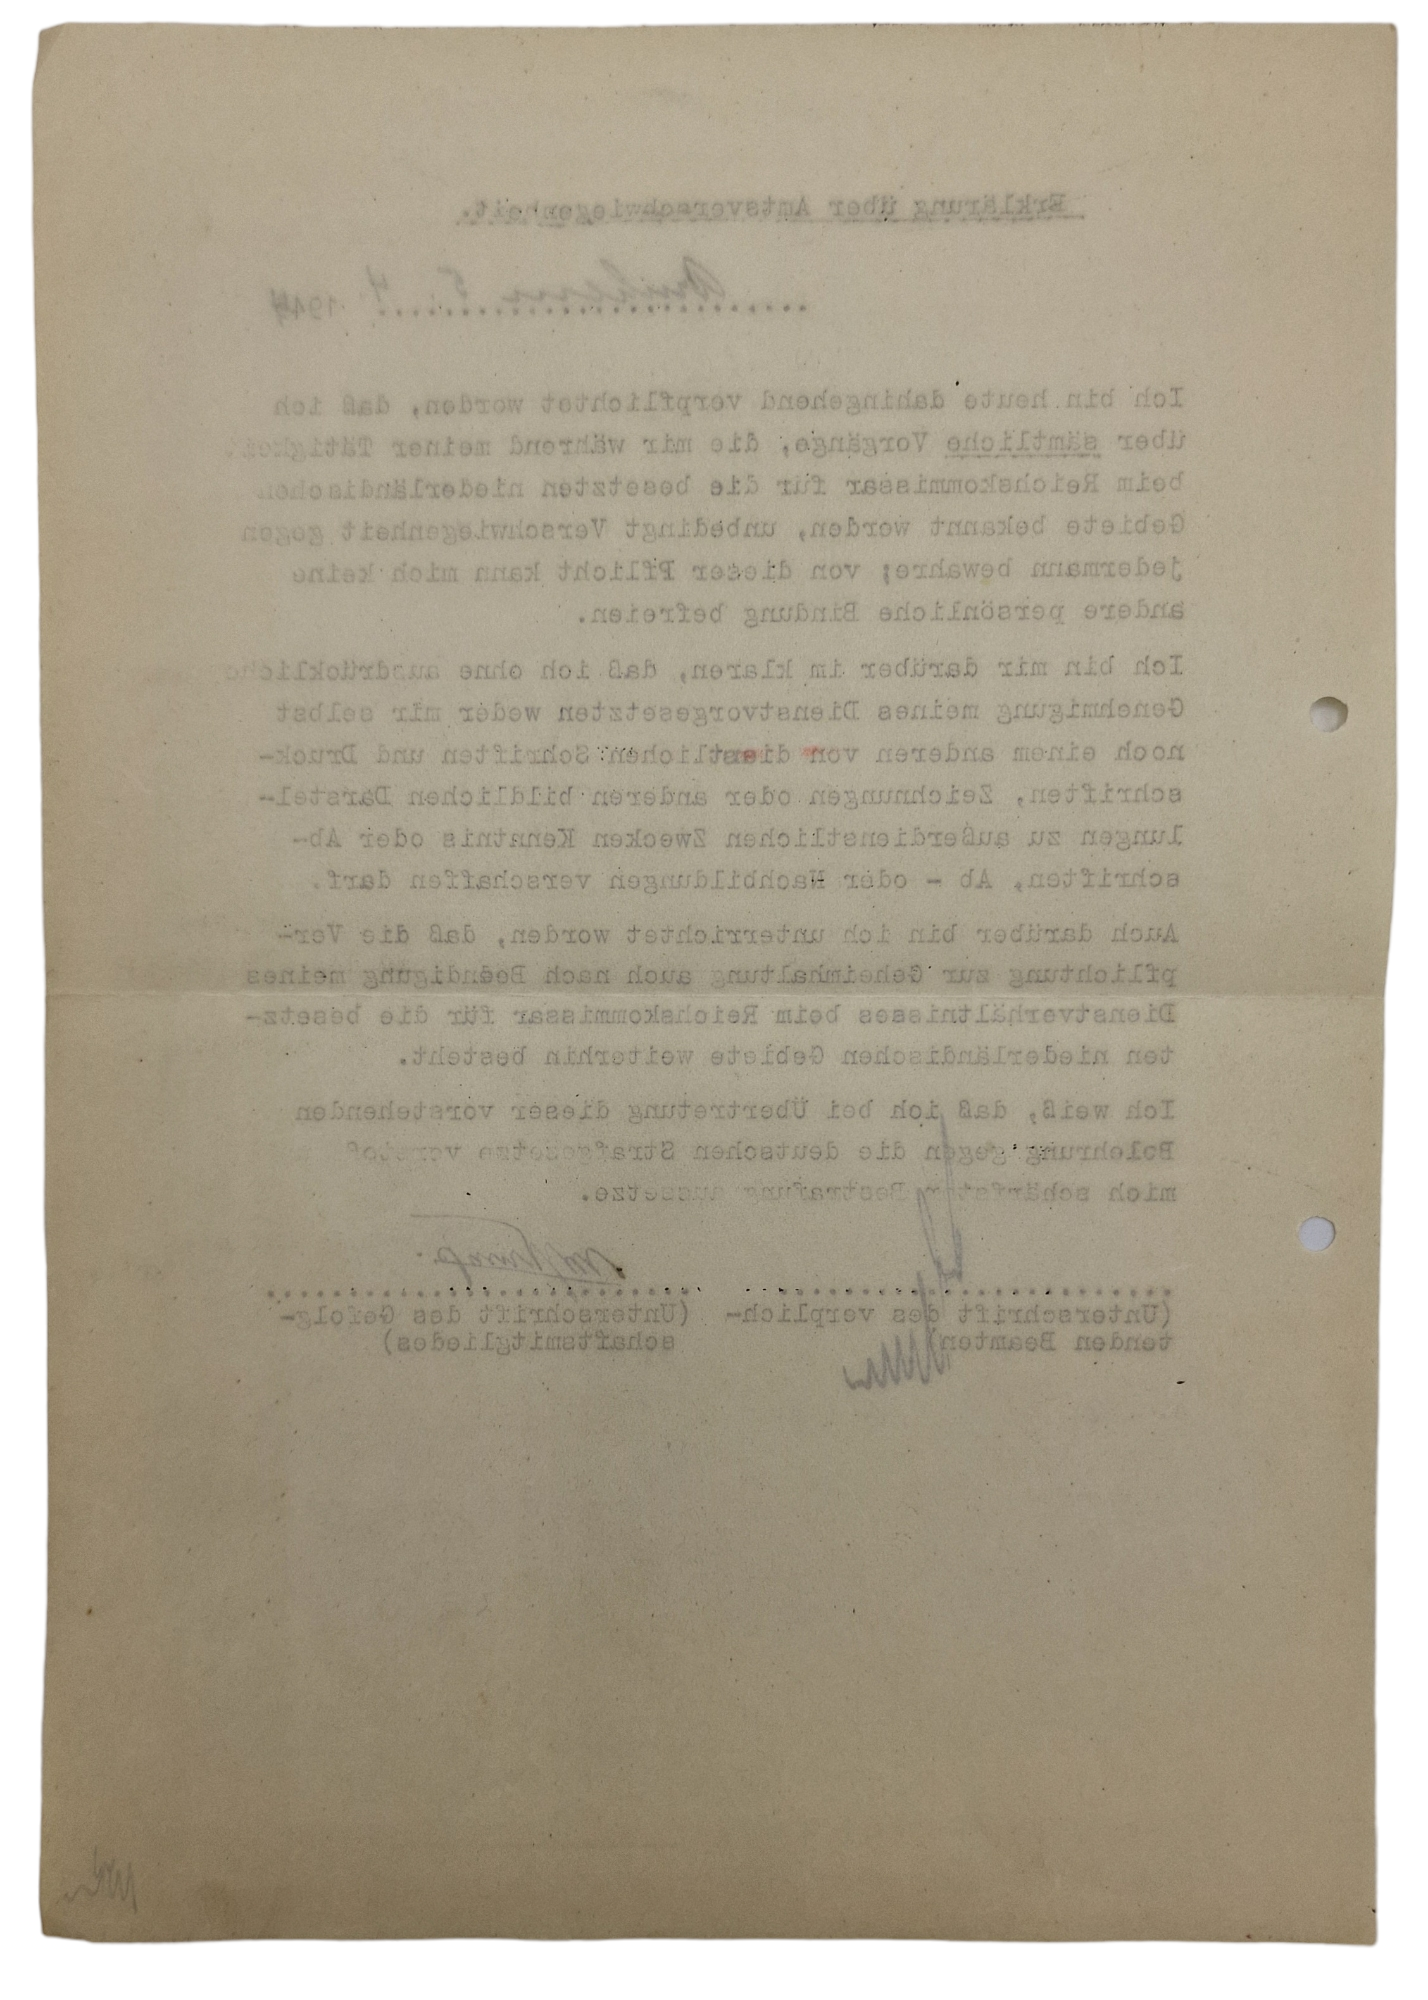 Erklärung über Amtsverschwiegenheit.
Arnhem 5. 4. 1944
Ich bin heute dahingehend verpflichtet worden, daß ich
über sämtliche Vorgänge, die mir während meiner Tätigkeit
beim Reichskommissar für die besetzten niederländischen
Gebiete bekannt worden, unbedingt Verschwiegenheit gegen
jedermann bewahre; von dieser Pflicht kann mich keine
andere persönliche Bindung befreien.
Ich bin mir darüber im klaren, daß ich ohne ausdrückliche
Genehmigung meines Dienstvorgesetzten weder mir selbst
noch einem anderen von dienstlichen Schriften und Druck-
schriften, Zeichnungen oder anderen bildlichen Darstel-
lungen zu außerdienstlichen Zwecken Kenntnis oder Ab-
schriften, Ab - oder Nachbildungen verschaffen darf.
Auch darüber bin ich unterrichtet worden, daß die Ver-
pflichtung zur Geheimhaltung auch nach Beendigung meines
Dienstverhältnisses beim Reichskommissar für die besetz-
ten niederländischen Gebiete weiterhin besteht.
Ich weiß, daß ich bei Übertretung dieser vorstehenden
Belehrung gegen die deutschen Strafgesetze verstoß
mich schärfster Bestrafung aussetze.
(Unterschrift des verplich- (Unterschrift des Gefolg-
tenden Beamten) schaftsmitgliedes)